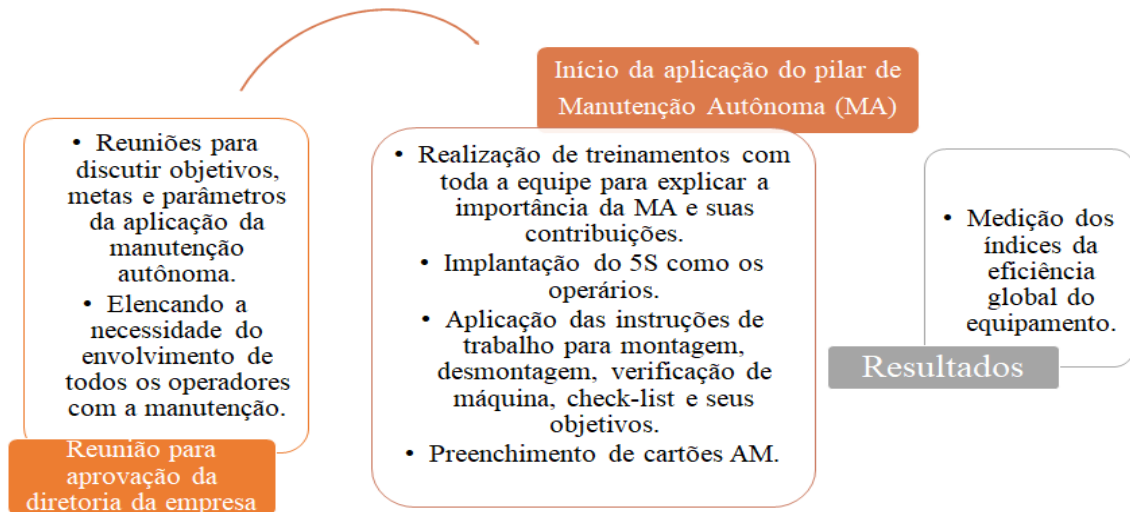 • Reuniões para
discutir objetivos,
metas e parâmetros
da aplicação da
manutenção
autônoma.
• Elencando a
necessidade do
envolvimento de
todos os operadores
com a manutenção.
Reunião para
aprovação da
diretoria da empresa
Início da aplicação do pilar de
Manutenção Autônoma (MA)
• Realização de treinamentos com
toda a equipe para explicar a
importância da MA e suas
contribuições.
• Implantação do 5S como os
operários.
• Aplicação das instruções de
trabalho para montagem,
desmontagem, verificação de
máquina, check-list e seus
objetivos.
• Preenchimento de cartões AM.
• Medição dos
índices da
eficiência
global do
equipamento.
Resultados